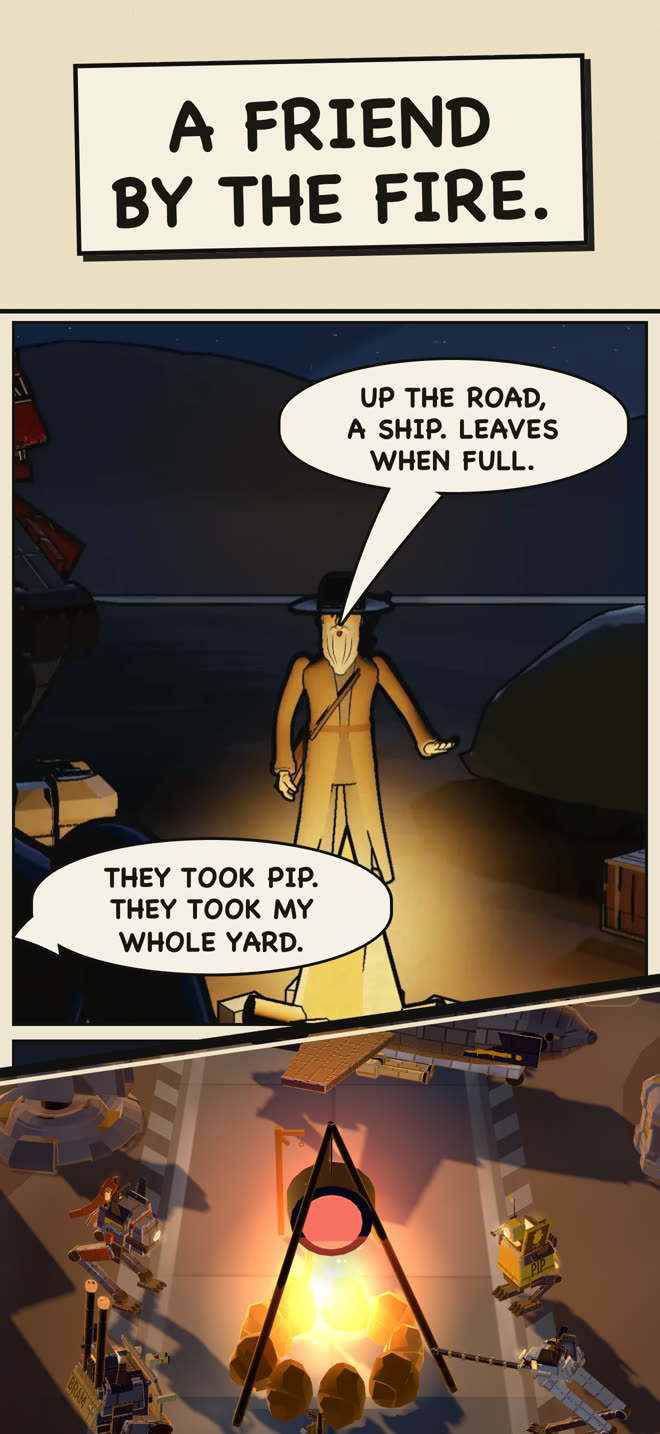 A FRIEND
BY THE FIRE.
UP THE ROAD,
A SHIP. LEAVES
WHEN FULL.
THEY TOOK PIP.
THEY TOOK MY
WHOLE YARD.
PIP